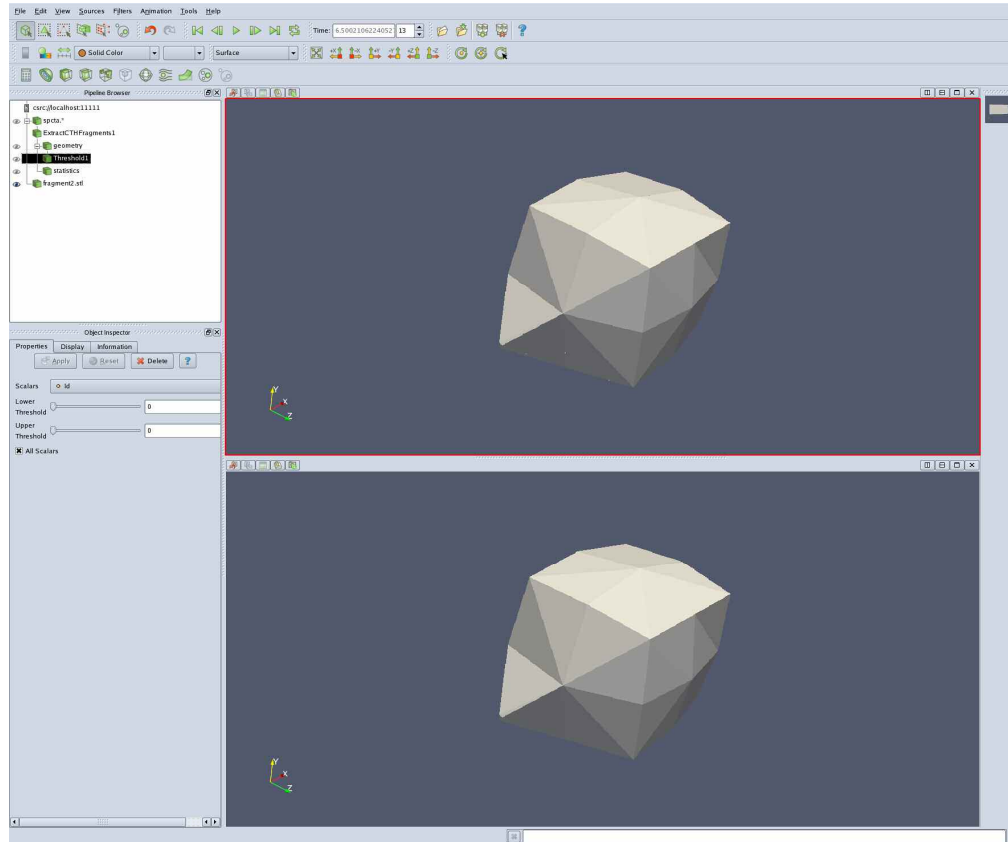 File Edit View Sources Filters Animation Tools Help
Time: 6.5002106224052 13
Solid Color Surface
+X -X +Y -Y +Z -Z
Pipeline Browser
csrc://localhost:11111
spcta.*
ExtractCTHFragments1
geometry
Threshold1
statistics
fragment2.stl
Object Inspector
Properties Display Information
Apply Reset Delete ?
Scalars Id
Lower Threshold 0
Upper Threshold 0
All Scalars
Y
X
Z
Y
X
Z